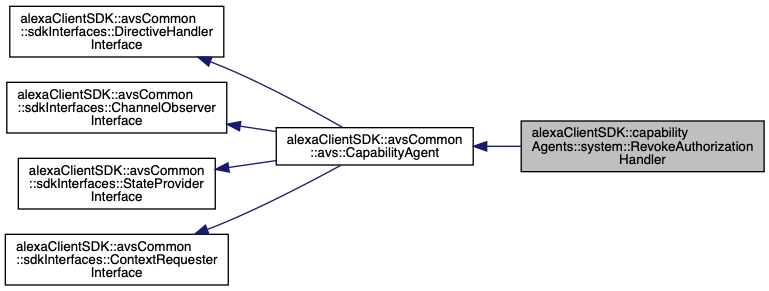 alexaClientSDK::avsCommon
::sdkInterfaces::DirectiveHandler
Interface
alexaClientSDK::avsCommon
::sdkInterfaces::ChannelObserver
Interface
alexaClientSDK::avsCommon
::sdkInterfaces::StateProvider
Interface
alexaClientSDK::avsCommon
::sdkInterfaces::ContextRequester
Interface
alexaClientSDK::avsCommon
::avs::CapabilityAgent
alexaClientSDK::capability
Agents::system::RevokeAuthorization
Handler